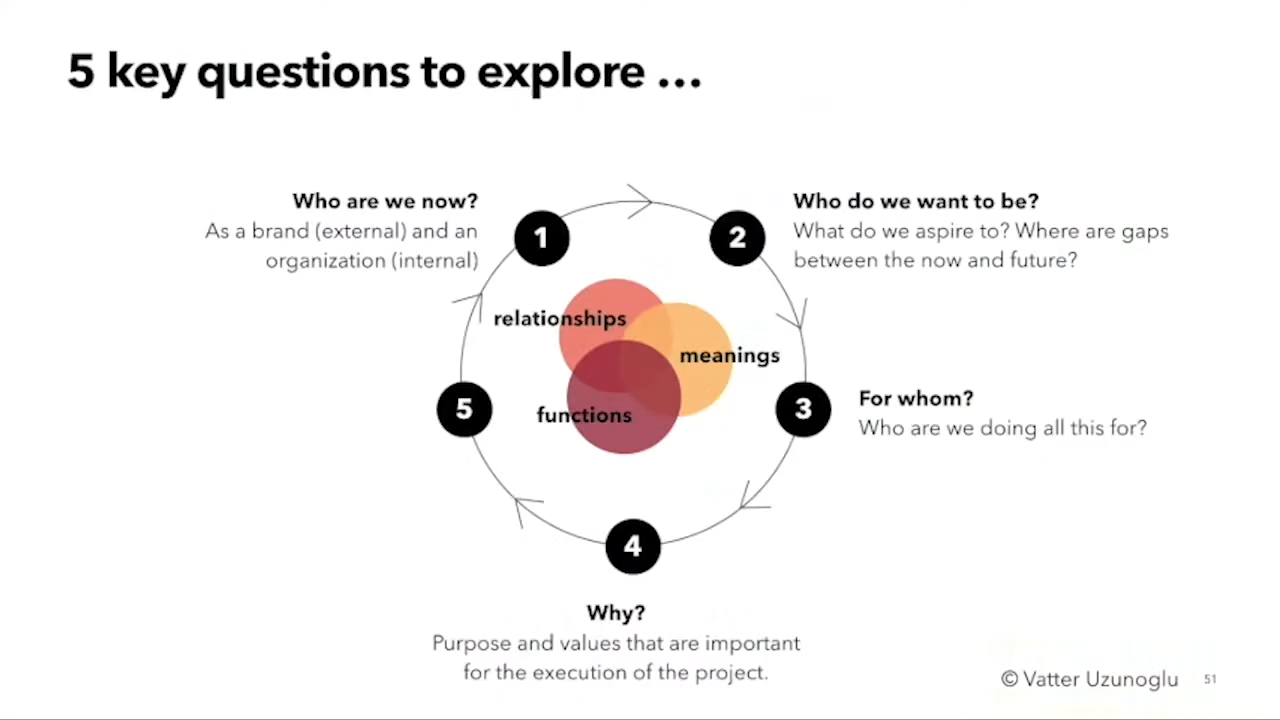 5 key questions to explore ...
Who are we now?
As a brand (external) and an
organization (internal)
1
2
Who do we want to be?
What do we aspire to? Where are gaps
between the now and future?
relationships
meanings
functions
3
For whom?
Who are we doing all this for?
4
Why?
Purpose and values that are important
for the execution of the project.
5
© Vatter Uzunoglu
51